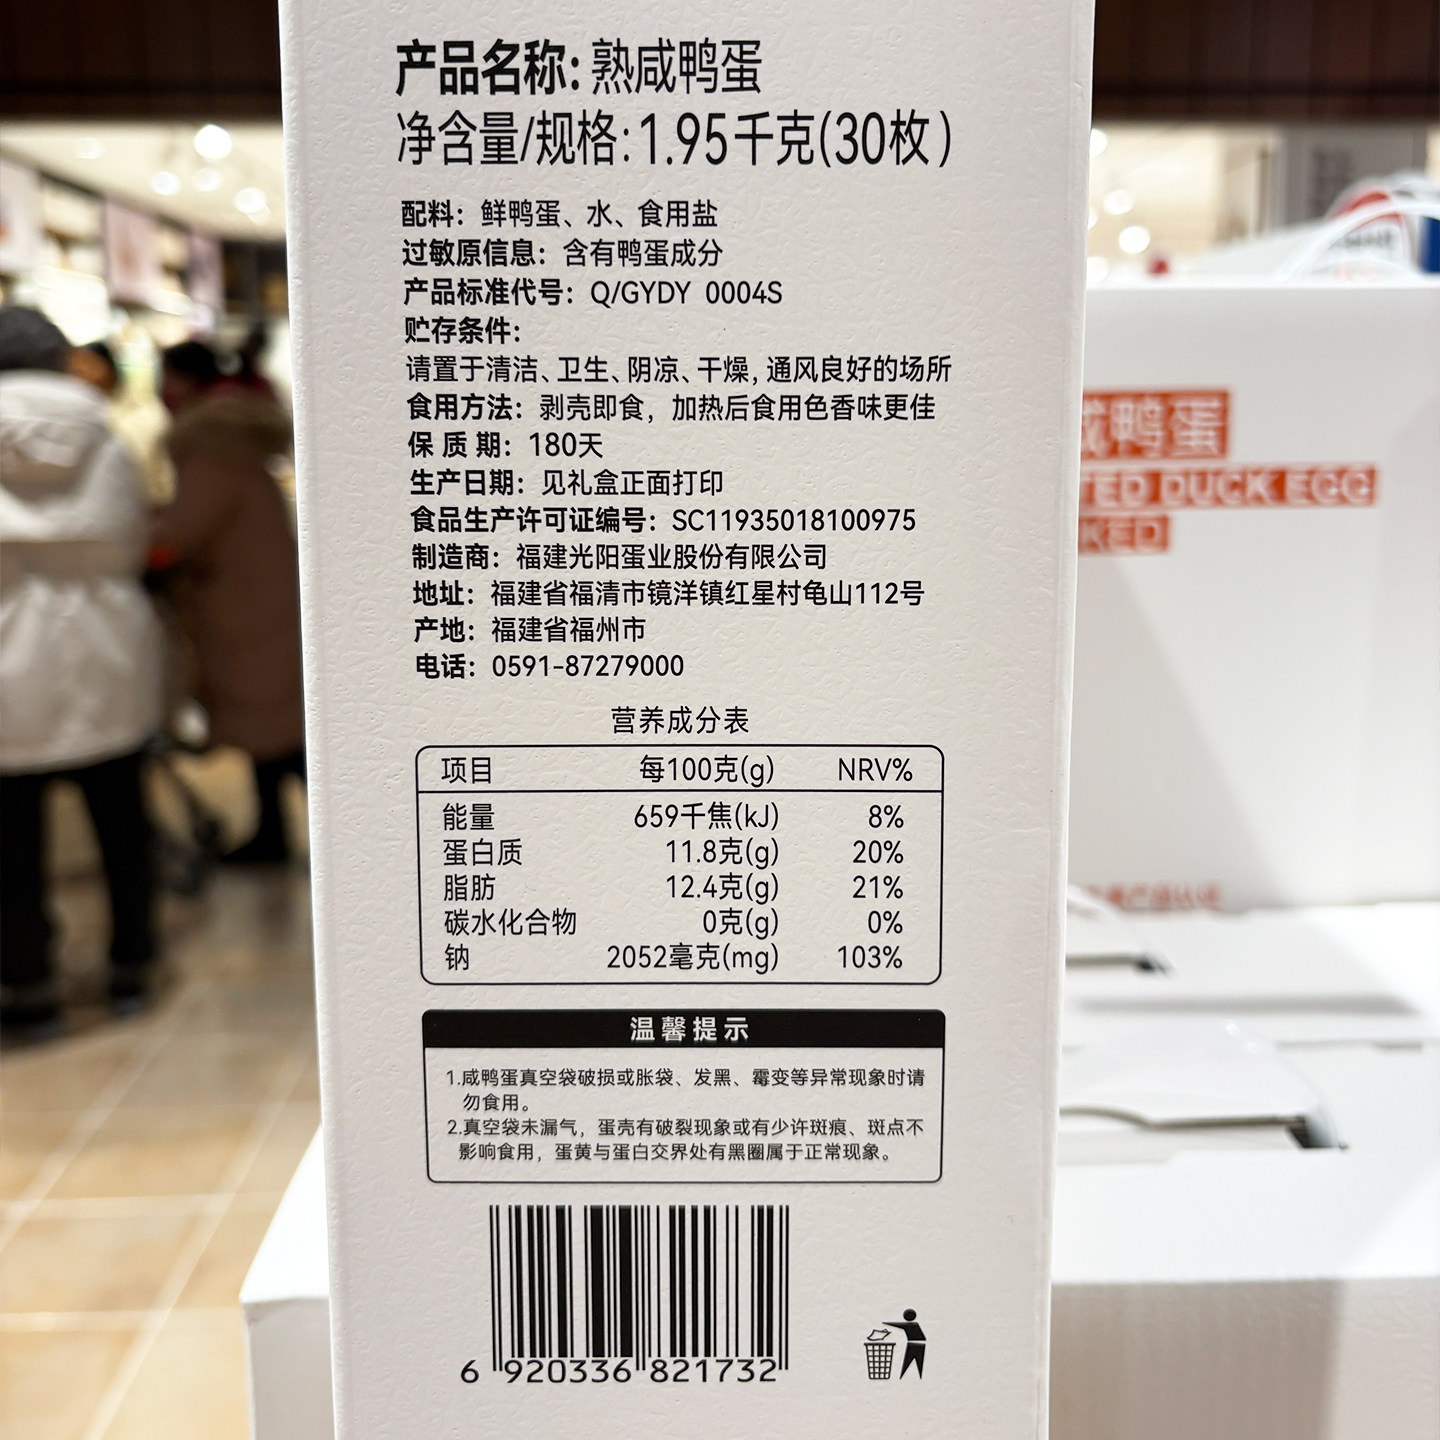 产品名称：熟咸鸭蛋
净含量/规格：1.95千克(30枚)
配料：鲜鸭蛋、水、食用盐
过敏原信息：含有鸭蛋成分
产品标准代号：Q/GYDY 0004S
贮存条件：
请置于清洁、卫生、阴凉、干燥，通风良好的场所
食用方法：剥壳即食，加热后食用色香味更佳
保 质 期：180天
生产日期：见礼盒正面打印
食品生产许可证编号：SC11935018100975
制造商：福建光阳蛋业股份有限公司
地址：福建省福清市镜洋镇红星村龟山112号
产地：福建省福州市
电话：0591-87279000
营养成分表
项目 每100克(g) NRV%
能量 659千焦(kJ) 8%
蛋白质 11.8克(g) 20%
脂肪 12.4克(g) 21%
碳水化合物 0克(g) 0%
钠 2052毫克(mg) 103%
温馨提示
1.咸鸭蛋真空袋破损或胀袋、发黑、霉变等异常现象时请
勿食用。
2.真空袋未漏气，蛋壳有破裂现象或有少许斑痕、斑点不
影响食用，蛋黄与蛋白交界处有黑圈属于正常现象。
6 920336 821732
咸鸭蛋
TED DUCK EGG
KED